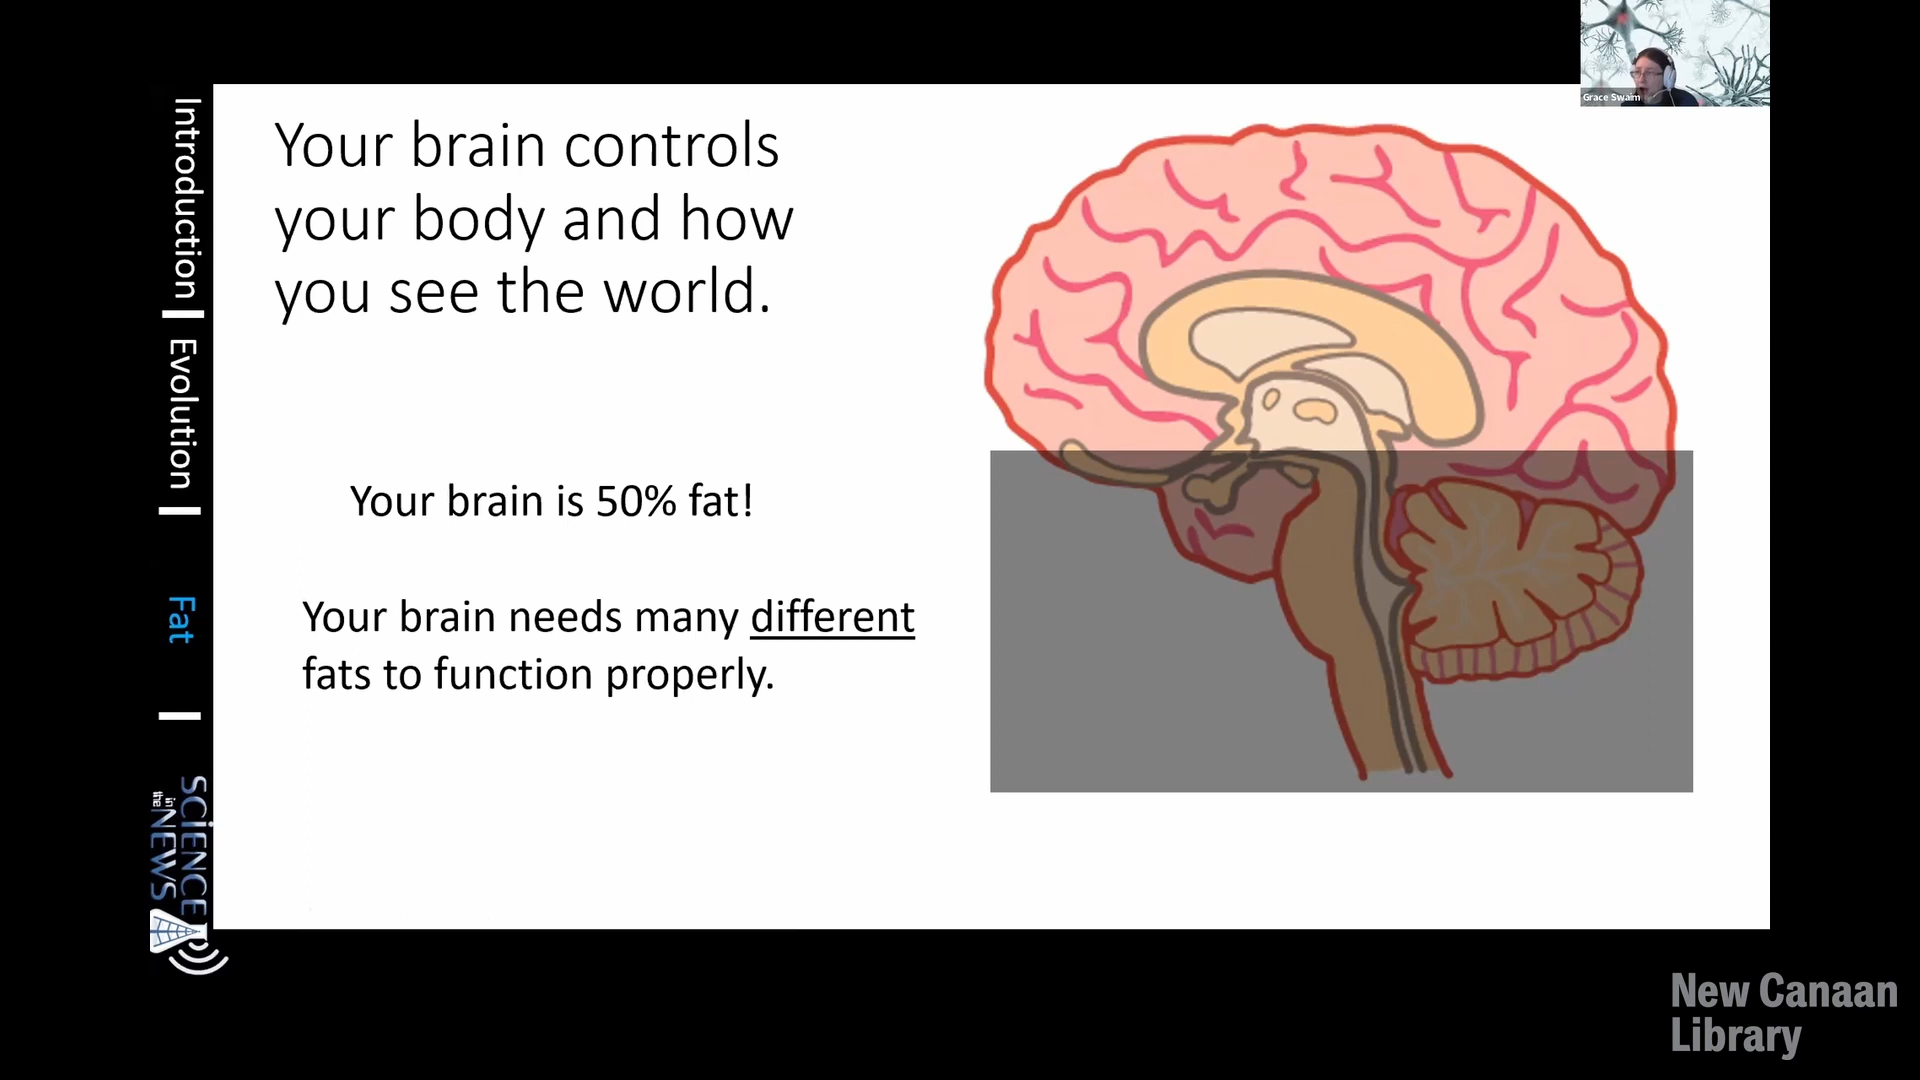 Grace Swaim
Introduction
Evolution
Fat
SCIENCE
in the NEWS
Your brain controls
your body and how
you see the world.
Your brain is 50% fat!
Your brain needs many different
fats to function properly.
New Canaan
Library